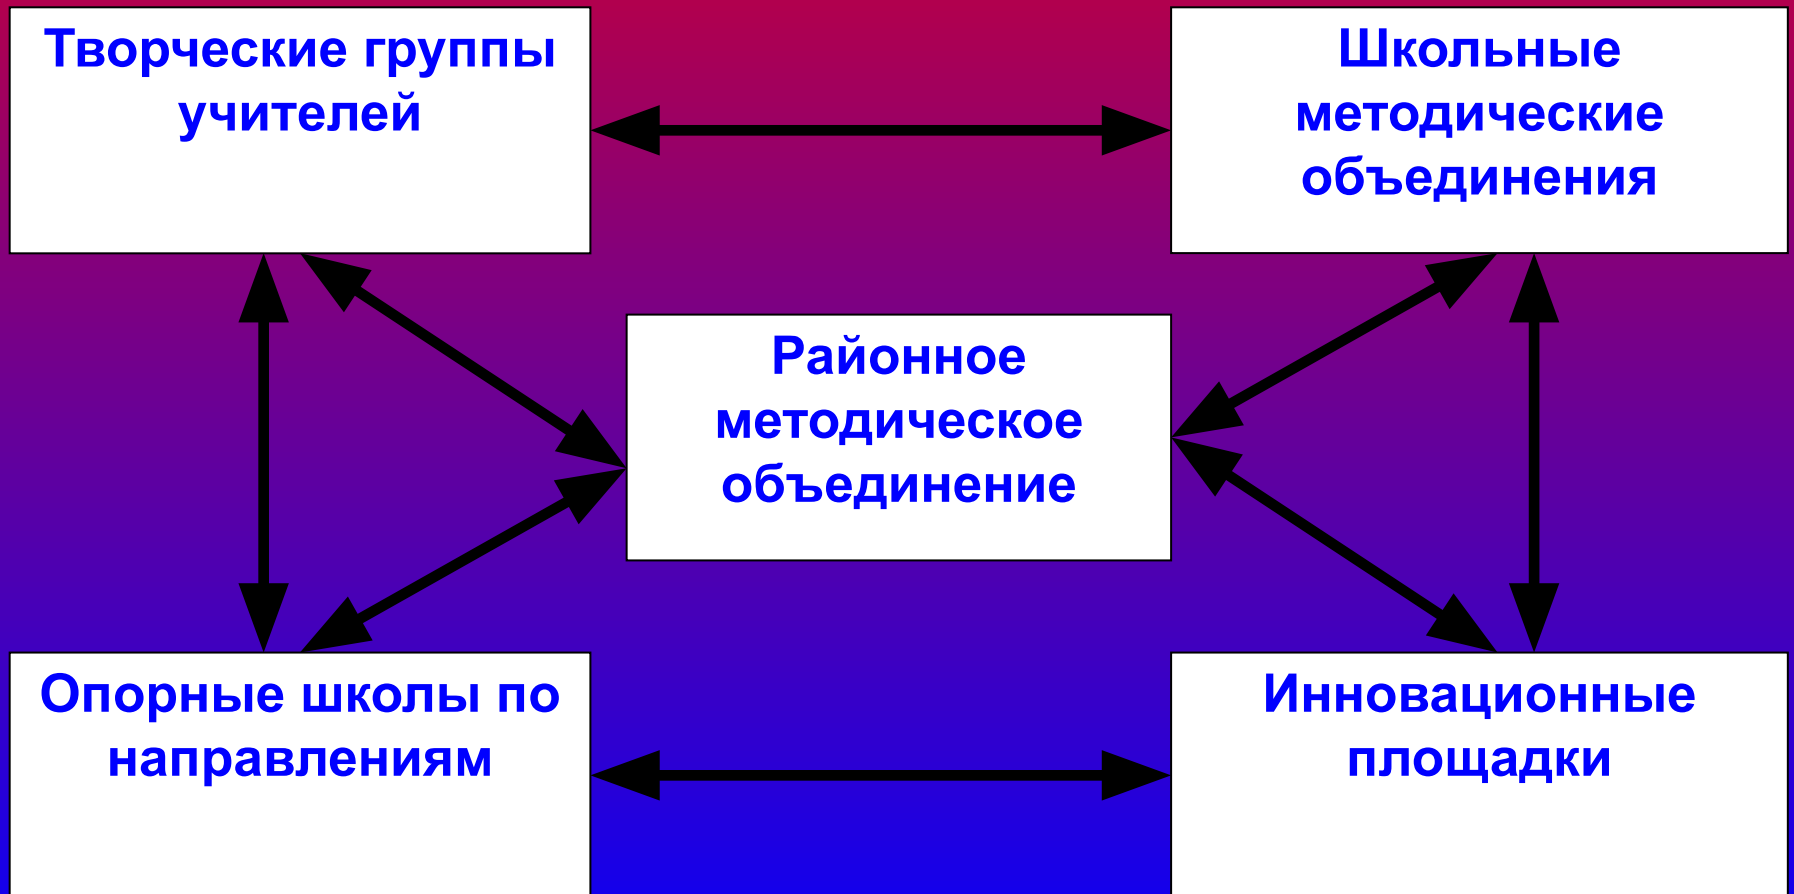 Творческие группы
учителей
Школьные
методические
объединения
Районное
методическое
объединение
Опорные школы по
направлениям
Инновационные
площадки